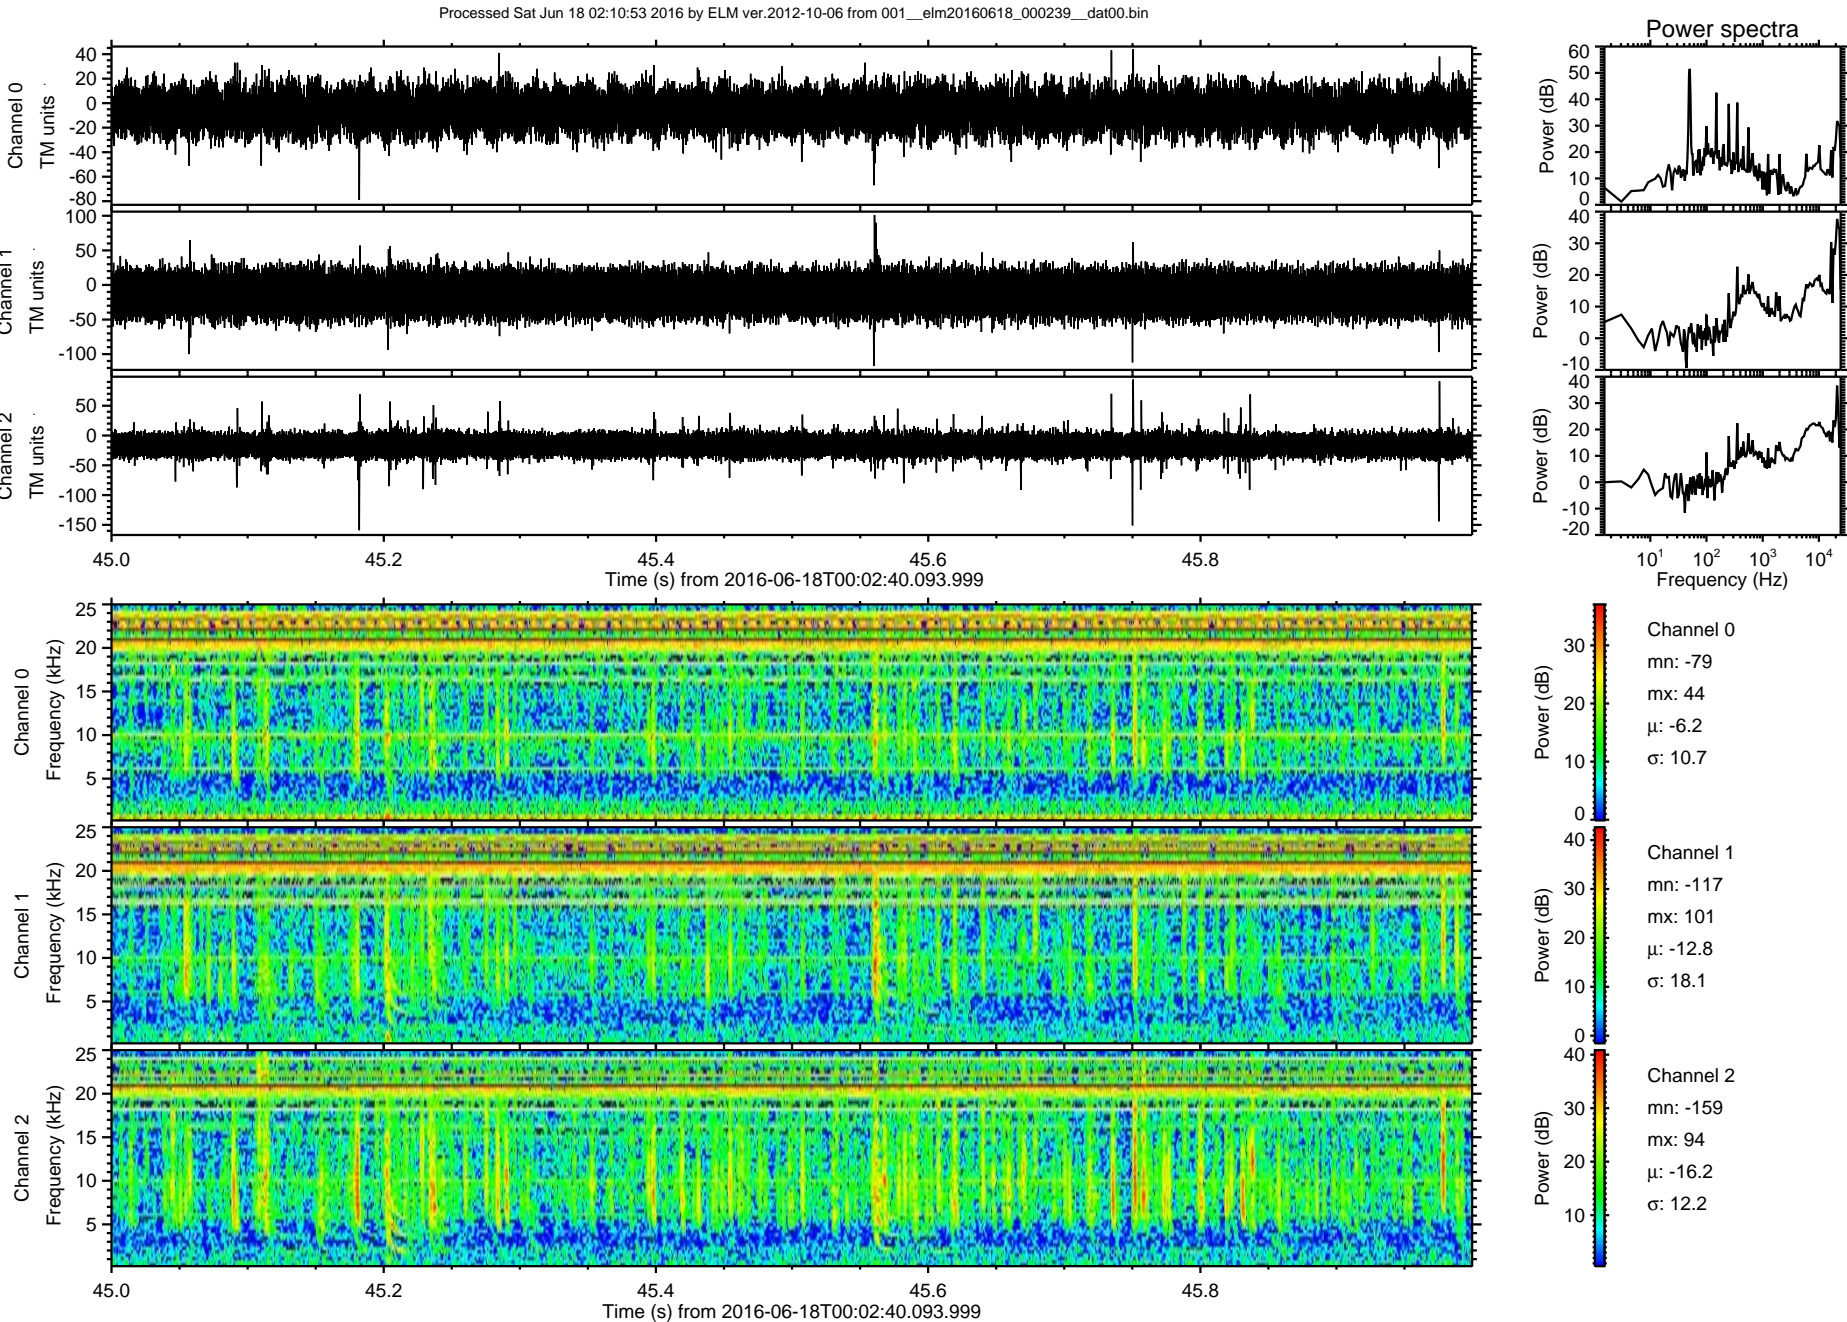 Processed Sat Jun 18 02:10:53 2016 by ELM ver.2012-10-06 from 001__elm20160618_000239__dat00.bin
Power spectra
Channel 0
TM units
40
20
0
-20
-40
-60
-80
Power (dB)
60
50
40
30
20
10
0
Channel 1
TM units
100
50
0
-50
-100
Power (dB)
40
30
20
10
0
-10
Channel 2
TM units
50
0
-50
-100
-150
Power (dB)
40
30
20
10
0
-10
-20
45.0 45.2 45.4 45.6 45.8
Time (s) from 2016-06-18T00:02:40.093.999
10¹ 10² 10³ 10⁴
Frequency (Hz)
Channel 0
Frequency (kHz)
25
20
15
10
5
Power (dB)
30
20
10
0
Channel 0
mn: -79
mx: 44
μ: -6.2
σ: 10.7
Channel 1
Frequency (kHz)
25
20
15
10
5
Power (dB)
40
30
20
10
0
Channel 1
mn: -117
mx: 101
μ: -12.8
σ: 18.1
Channel 2
Frequency (kHz)
25
20
15
10
5
Power (dB)
40
30
20
10
Channel 2
mn: -159
mx: 94
μ: -16.2
σ: 12.2
45.0 45.2 45.4 45.6 45.8
Time (s) from 2016-06-18T00:02:40.093.999